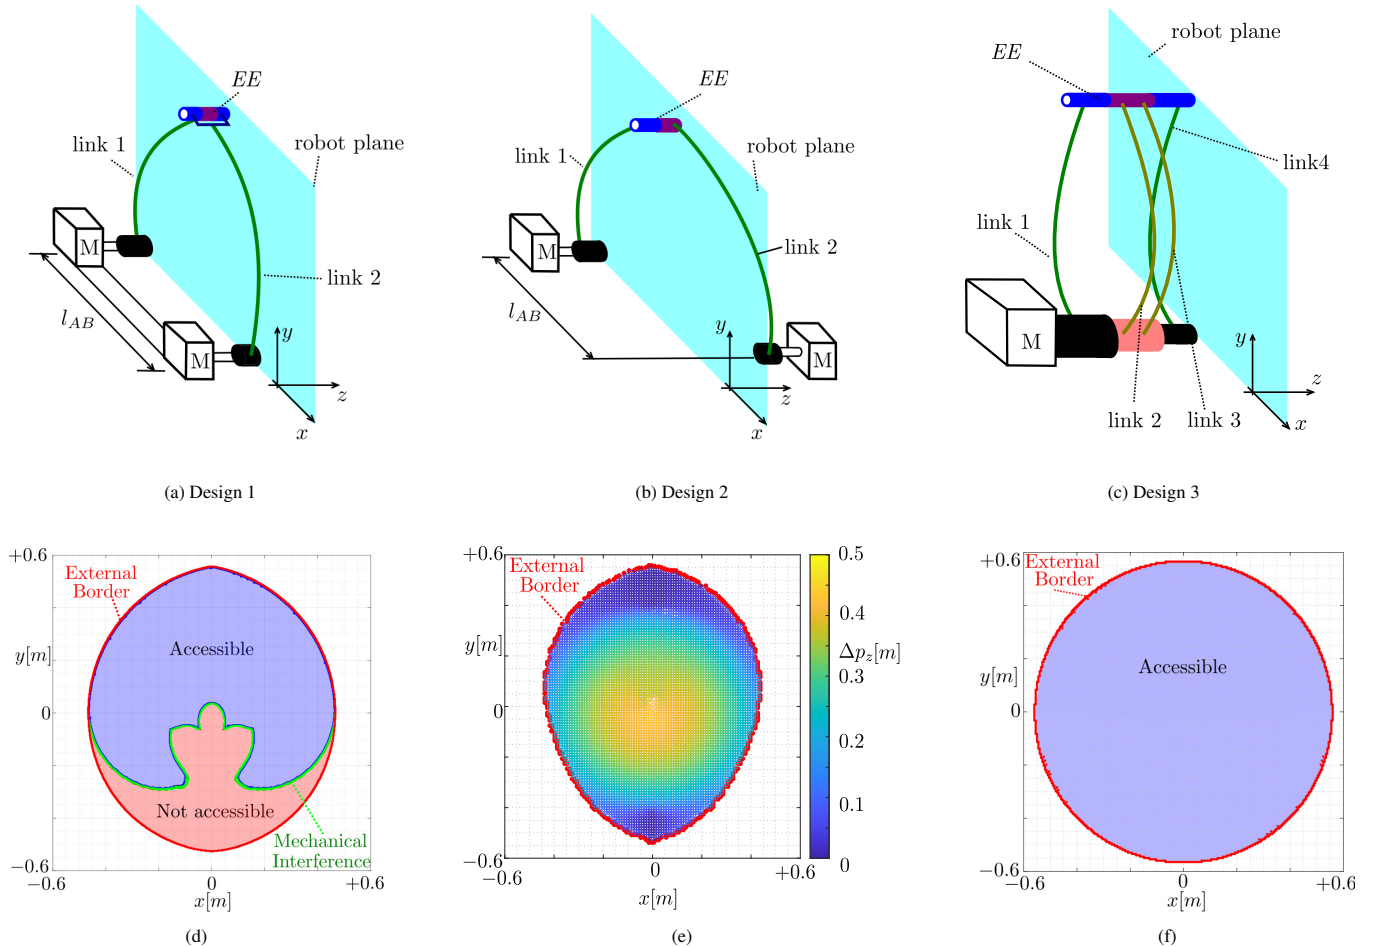 EE
link 1
robot plane
M
link 2
l_{AB}
M
y
z
x
(a) Design 1
EE
link 1
robot plane
M
link 2
l_{AB}
M
y
z
x
(b) Design 2
robot plane
EE
link4
link 1
M
y
z
x
link 2
link 3
(c) Design 3
+0.6
External
Border
Accessible
y[m]
0
Not accessible
Mechanical
Interference
−0.6
−0.6
0
+0.6
x[m]
(d)
+0.6
External
Border
y[m]
0
−0.6
−0.6
0
+0.6
x[m]
0.5
0.4
Δp_z[m]
0.3
0.2
0.1
0
(e)
+0.6
External
Border
Accessible
y[m]
0
−0.6
−0.6
0
+0.6
x[m]
(f)